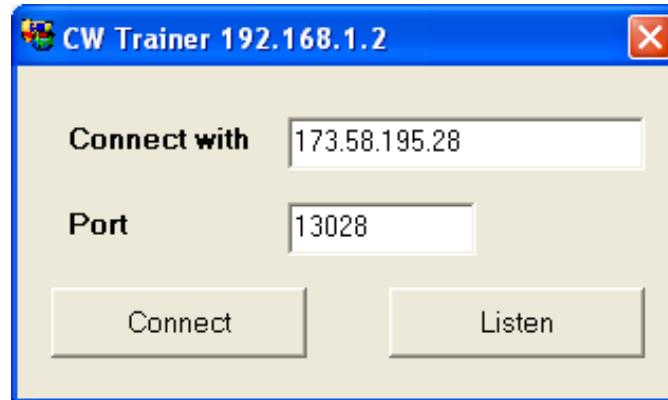 CW Trainer 192.168.1.2
Connect with 173.58.195.28
Port 13028
Connect Listen